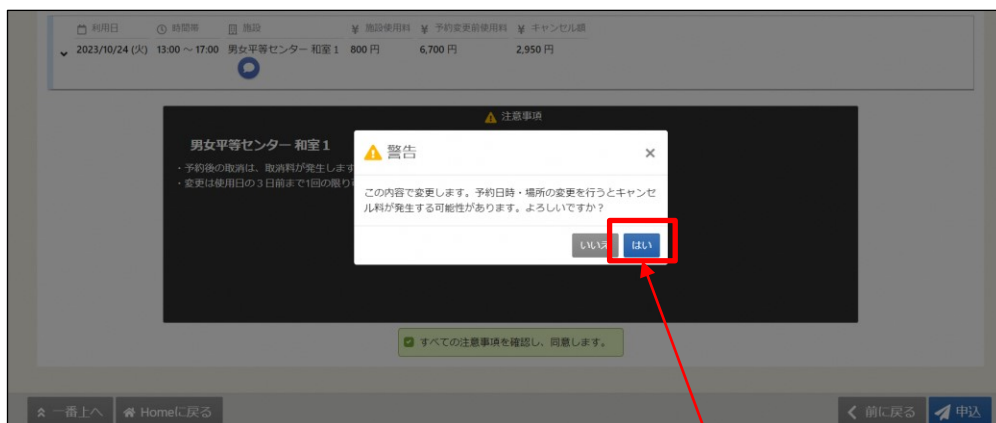 利用日 時間帯 施設 ¥ 施設使用料 ¥ 予約変更前使用料 ¥ キャンセル額
2023/10/24 (火) 13:00 ~ 17:00 男女平等センター 和室1 800 円 6,700 円 2,950 円
注意事項
男女平等センター 和室1
・予約後の取消は、取消料が発生します
・変更は使用日の3日前まで1回の限り
警告 ×
この内容で変更します。予約日時・場所の変更を行うとキャンセ
ル料が発生する可能性があります。よろしいですか?
いいえ はい
すべての注意事項を確認し、同意します。
一番上へ Homeに戻る 前に戻る 申込